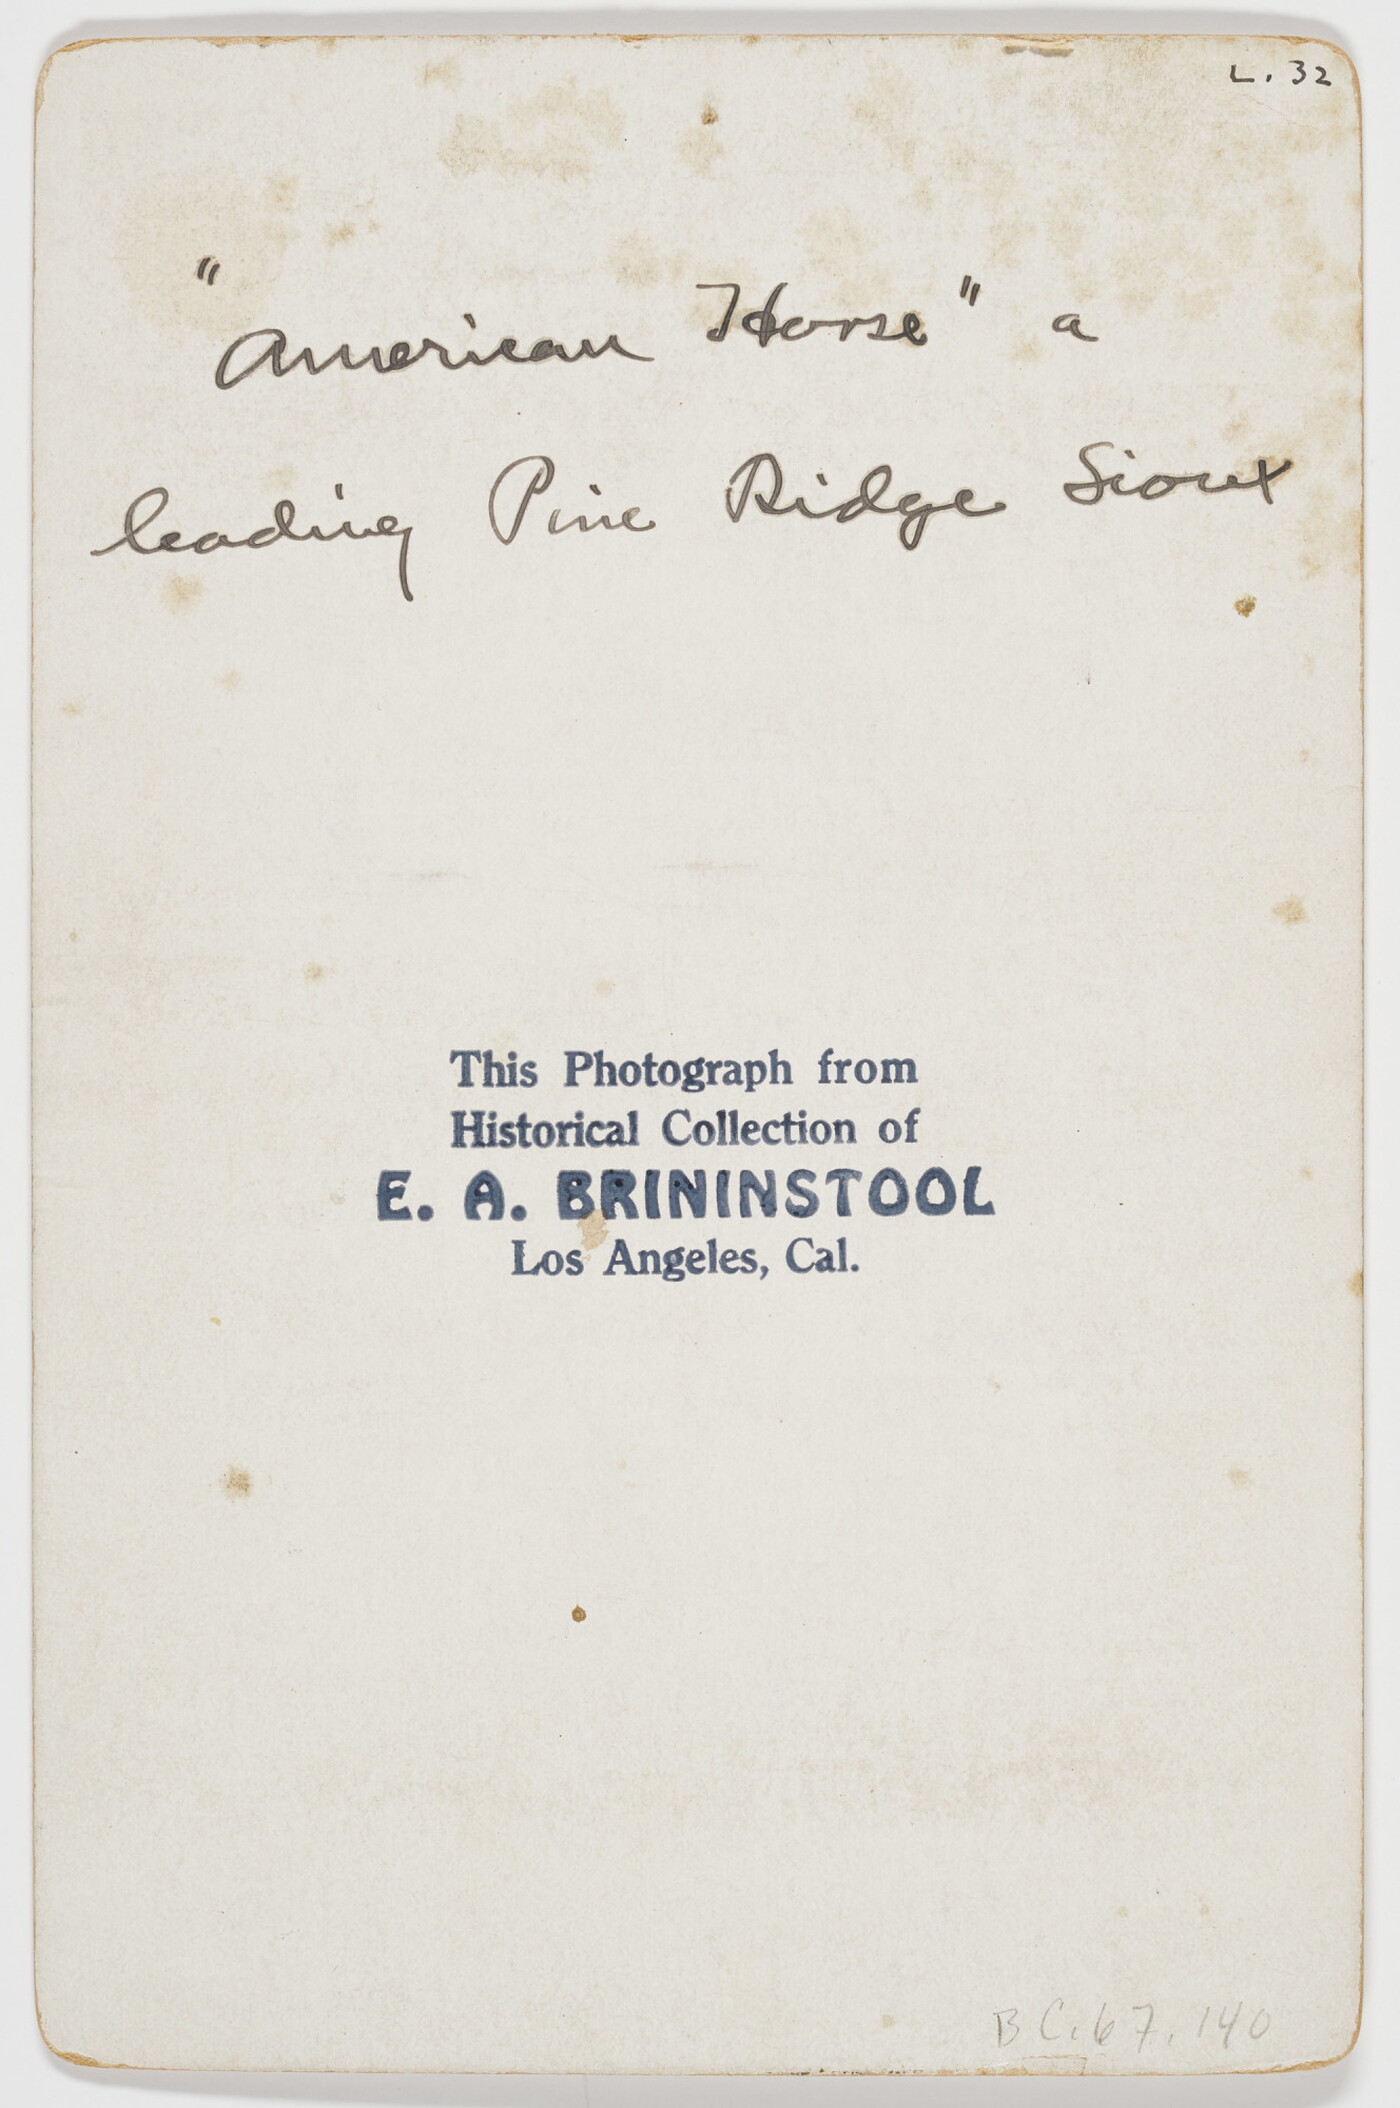 L. 32
"American Horse" a
leading Pine Ridge Sioux
This Photograph from
Historical Collection of
E. A. BRININSTOOL
Los Angeles, Cal.
BC.67.140